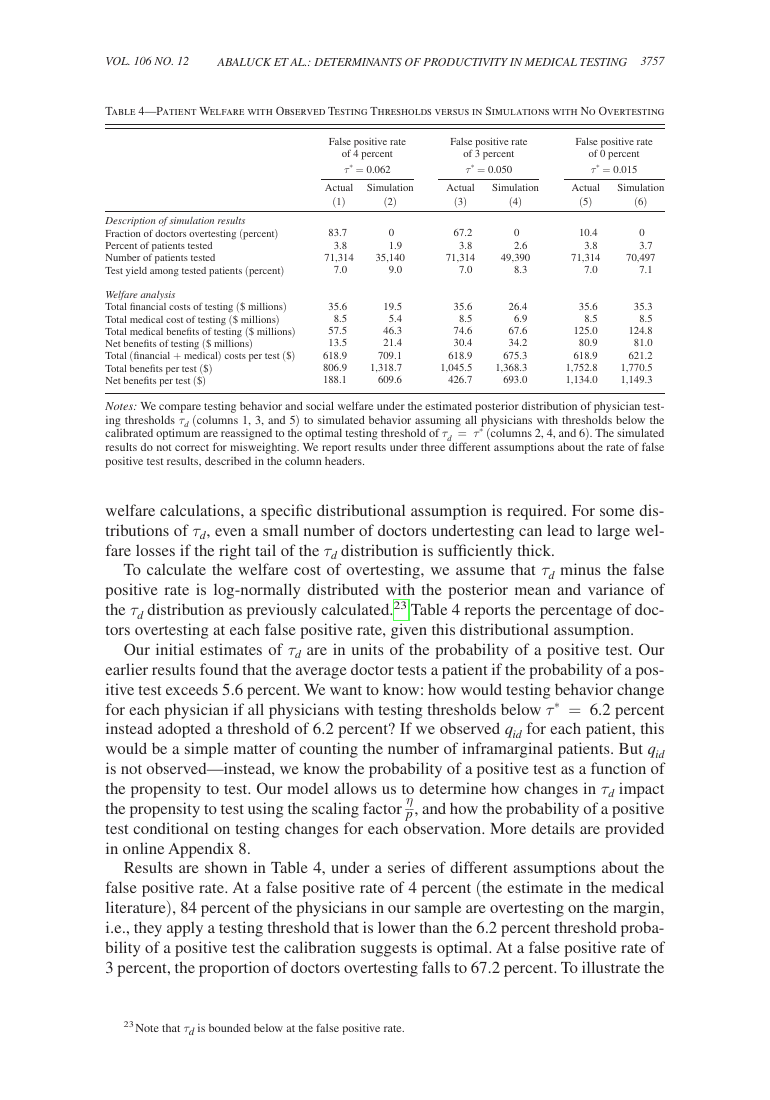 VOL. 106 NO. 12 ABALUCK ET AL.: DETERMINANTS OF PRODUCTIVITY IN MEDICAL TESTING 3757
Table 4—Patient Welfare with Observed Testing Thresholds versus in Simulations with No Overtesting
False positive rate False positive rate False positive rate
of 4 percent of 3 percent of 0 percent
τ* = 0.062 τ* = 0.050 τ* = 0.015
Actual Simulation Actual Simulation Actual Simulation
(1) (2) (3) (4) (5) (6)
Description of simulation results
Fraction of doctors overtesting (percent) 83.7 0 67.2 0 10.4 0
Percent of patients tested 3.8 1.9 3.8 2.6 3.8 3.7
Number of patients tested 71,314 35,140 71,314 49,390 71,314 70,497
Test yield among tested patients (percent) 7.0 9.0 7.0 8.3 7.0 7.1
Welfare analysis
Total financial costs of testing ($ millions) 35.6 19.5 35.6 26.4 35.6 35.3
Total medical cost of testing ($ millions) 8.5 5.4 8.5 6.9 8.5 8.5
Total medical benefits of testing ($ millions) 57.5 46.3 74.6 67.6 125.0 124.8
Net benefits of testing ($ millions) 13.5 21.4 30.4 34.2 80.9 81.0
Total (financial + medical) costs per test ($) 618.9 709.1 618.9 675.3 618.9 621.2
Total benefits per test ($) 806.9 1,318.7 1,045.5 1,368.3 1,752.8 1,770.5
Net benefits per test ($) 188.1 609.6 426.7 693.0 1,134.0 1,149.3
Notes: We compare testing behavior and social welfare under the estimated posterior distribution of physician test-
ing thresholds τd (columns 1, 3, and 5) to simulated behavior assuming all physicians with thresholds below the
calibrated optimum are reassigned to the optimal testing threshold of τd = τ* (columns 2, 4, and 6). The simulated
results do not correct for misweighting. We report results under three different assumptions about the rate of false
positive test results, described in the column headers.
welfare calculations, a specific distributional assumption is required. For some dis-
tributions of τd, even a small number of doctors undertesting can lead to large wel-
fare losses if the right tail of the τd distribution is sufficiently thick.
To calculate the welfare cost of overtesting, we assume that τd minus the false
positive rate is log-normally distributed with the posterior mean and variance of
the τd distribution as previously calculated.23 Table 4 reports the percentage of doc-
tors overtesting at each false positive rate, given this distributional assumption.
Our initial estimates of τd are in units of the probability of a positive test. Our
earlier results found that the average doctor tests a patient if the probability of a pos-
itive test exceeds 5.6 percent. We want to know: how would testing behavior change
for each physician if all physicians with testing thresholds below τ* = 6.2 percent
instead adopted a threshold of 6.2 percent? If we observed qid for each patient, this
would be a simple matter of counting the number of inframarginal patients. But qid
is not observed—instead, we know the probability of a positive test as a function of
the propensity to test. Our model allows us to determine how changes in τd impact
the propensity to test using the scaling factor η/p, and how the probability of a positive
test conditional on testing changes for each observation. More details are provided
in online Appendix 8.
Results are shown in Table 4, under a series of different assumptions about the
false positive rate. At a false positive rate of 4 percent (the estimate in the medical
literature), 84 percent of the physicians in our sample are overtesting on the margin,
i.e., they apply a testing threshold that is lower than the 6.2 percent threshold proba-
bility of a positive test the calibration suggests is optimal. At a false positive rate of
3 percent, the proportion of doctors overtesting falls to 67.2 percent. To illustrate the
23 Note that τd is bounded below at the false positive rate.